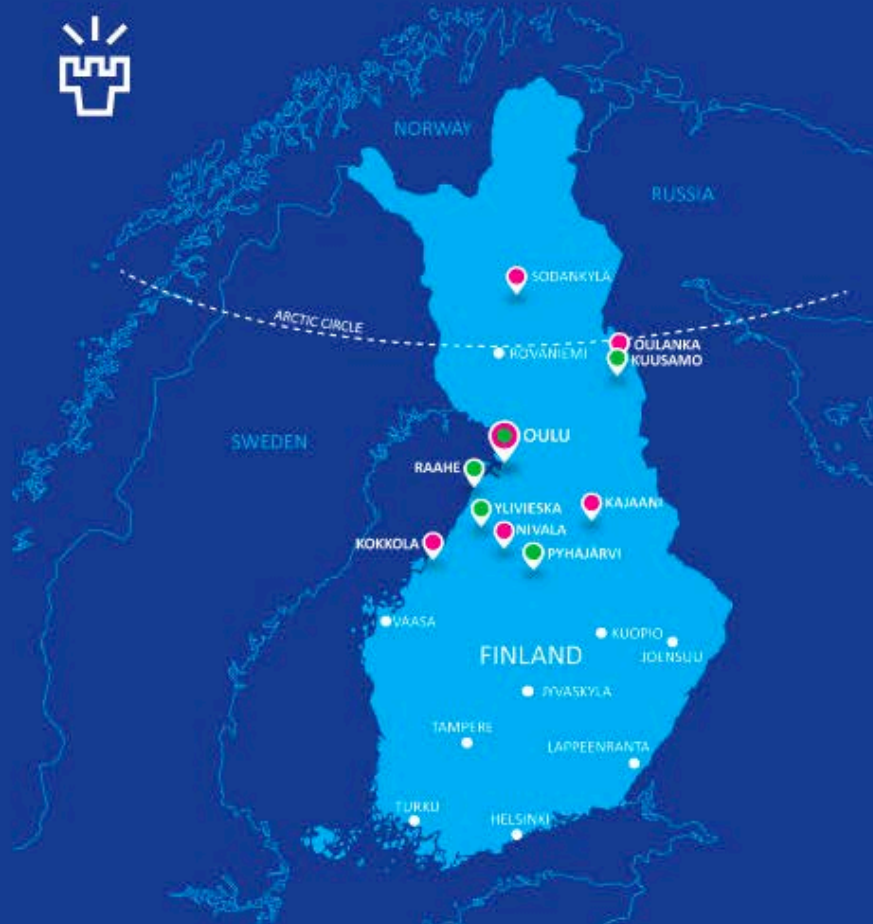 NORWAY
RUSSIA
SODANKYLÄ
ARCTIC CIRCLE
OULANKA
ROVANIEMI
KUUSAMO
SWEDEN
OULU
RAAHE
YLIVIESKA
KAJAANI
NIVALA
KOKKOLA
PYHÄJÄRVI
VAASA
KUOPIO
FINLAND
JOENSUU
JYVÄSKYLÄ
TAMPERE
LAPPEENRANTA
TURKU
HELSINKI